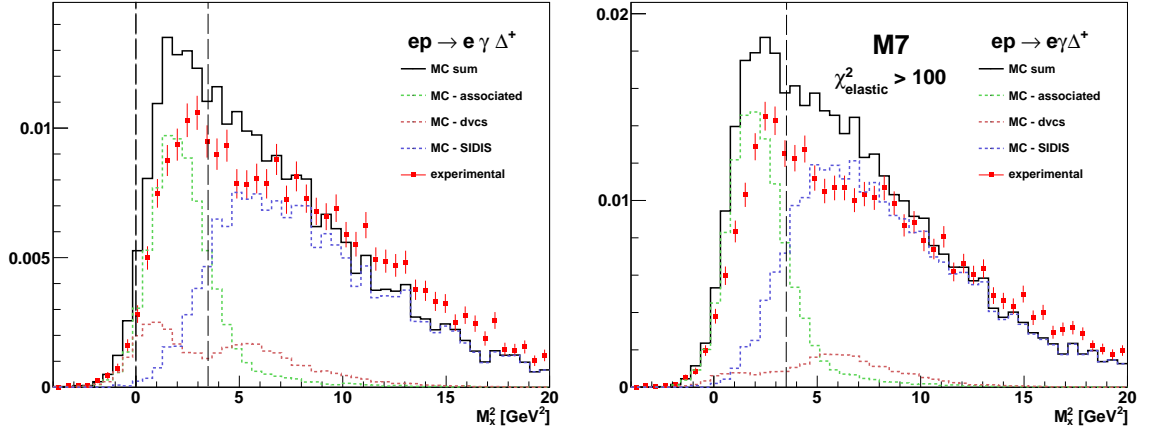 ep → e γ Δ⁺
MC sum
MC - associated
MC - dvcs
MC - SIDIS
experimental
0.01
0.005
0
0
5
10
15
20
M²ₓ [GeV²]
M7
χ²elastic > 100
ep → eγΔ⁺
MC sum
MC - associated
MC - dvcs
MC - SIDIS
experimental
0.02
0.01
0
0
5
10
15
20
M²ₓ [GeV²]